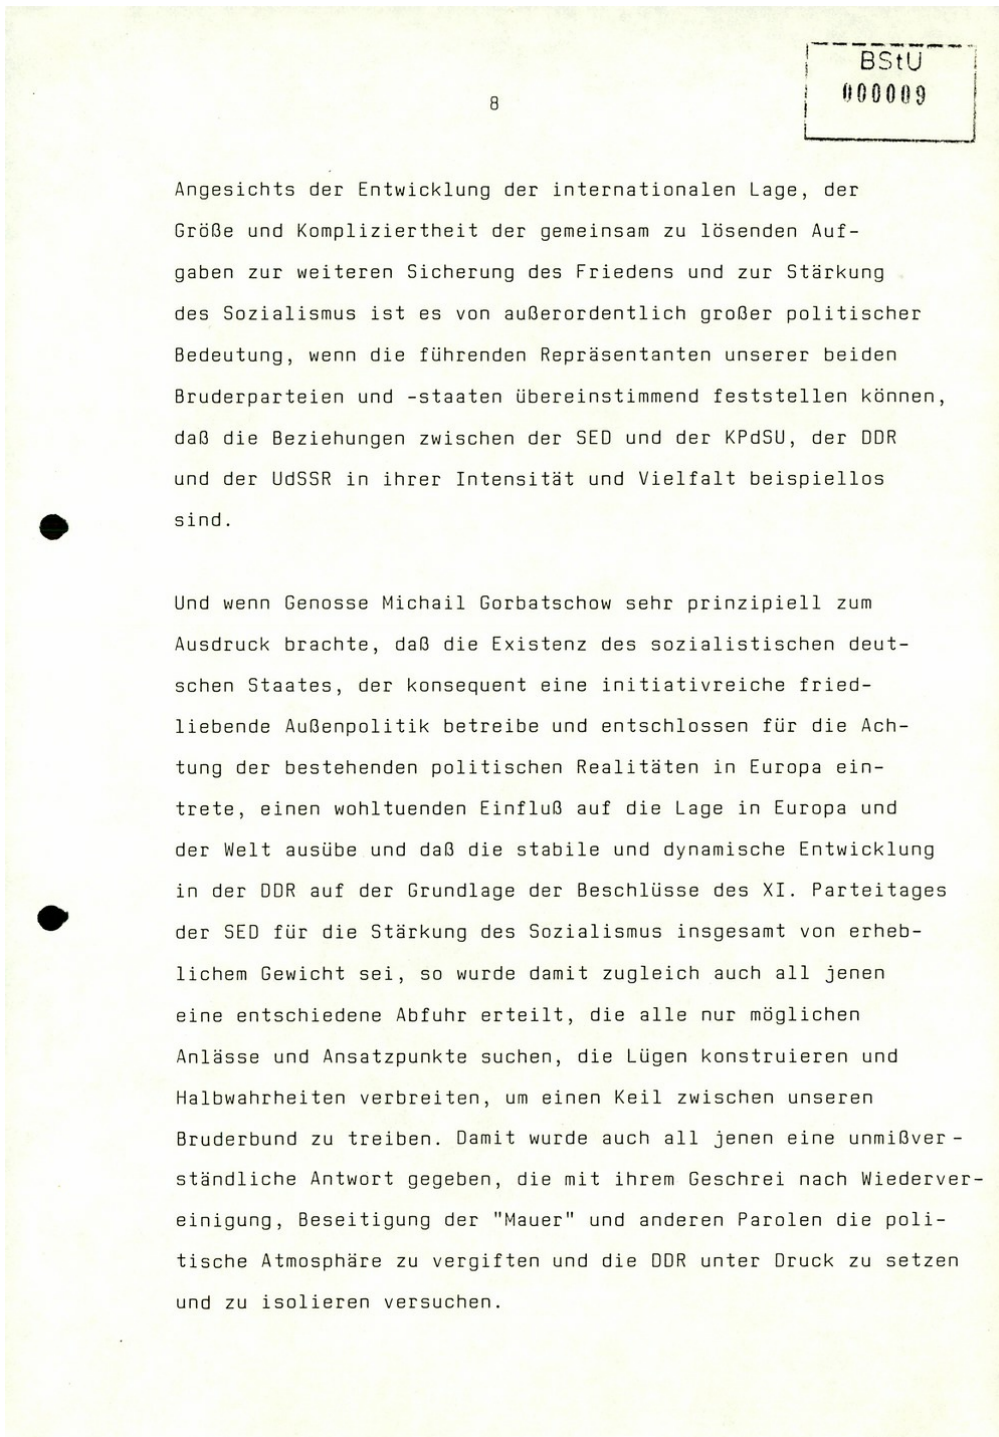 BStU
000009
8
Angesichts der Entwicklung der internationalen Lage, der
Größe und Kompliziertheit der gemeinsam zu lösenden Auf-
gaben zur weiteren Sicherung des Friedens und zur Stärkung
des Sozialismus ist es von außerordentlich großer politischer
Bedeutung, wenn die führenden Repräsentanten unserer beiden
Bruderparteien und -staaten übereinstimmend feststellen können,
daß die Beziehungen zwischen der SED und der KPdSU, der DDR
und der UdSSR in ihrer Intensität und Vielfalt beispiellos
sind.
Und wenn Genosse Michail Gorbatschow sehr prinzipiell zum
Ausdruck brachte, daß die Existenz des sozialistischen deut-
schen Staates, der konsequent eine initiativreiche fried-
liebende Außenpolitik betreibe und entschlossen für die Ach-
tung der bestehenden politischen Realitäten in Europa ein-
trete, einen wohltuenden Einfluß auf die Lage in Europa und
der Welt ausübe und daß die stabile und dynamische Entwicklung
in der DDR auf der Grundlage der Beschlüsse des XI. Parteitages
der SED für die Stärkung des Sozialismus insgesamt von erheb-
lichem Gewicht sei, so wurde damit zugleich auch all jenen
eine entschiedene Abfuhr erteilt, die alle nur möglichen
Anlässe und Ansatzpunkte suchen, die Lügen konstruieren und
Halbwahrheiten verbreiten, um einen Keil zwischen unseren
Bruderbund zu treiben. Damit wurde auch all jenen eine unmißver-
ständliche Antwort gegeben, die mit ihrem Geschrei nach Wiederver-
einigung, Beseitigung der "Mauer" und anderen Parolen die poli-
tische Atmosphäre zu vergiften und die DDR unter Druck zu setzen
und zu isolieren versuchen.